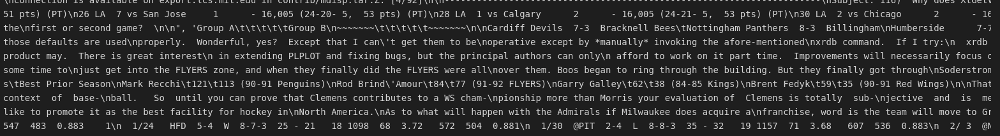 \nconnection is available on export.lcs.mit.edu in contrib/mdisp.tar.Z. [4/92]\n\n--------------------------------------------------------------------\nSubject: 116)  Why does XtGetV
51 pts) (PT)\n26 LA  7 vs San Jose     1      - 16,005 (24-20- 5,  53 pts) (PT)\n28 LA  1 vs Calgary      2      - 16,005 (24-21- 5,  53 pts) (PT)\n30 LA  2 vs Chicago      2      - 16
the\nfirst or second game?  \n\n", 'Group A\t\t\t\t\tGroup B\n~~~~~~~\t\t\t\t\t~~~~~~~\n\nCardiff Devils  7-3  Bracknell Bees\tNottingham Panthers  8-3  Billingham\nHumberside      7-7
those defaults are used\nproperly.  Wonderful, yes?  Except that I can\'t get them to be\noperative except by *manually* invoking the afore-mentioned\nxrdb command.  If I try:\n  xrdb
product may.  There is great interest\n in extending PLPLOT and fixing bugs, but the principal authors can only\n afford to work on it part time.  Improvements will necessarily focus o
some time to\njust get into the FLYERS zone, and when they finally did the FLYERS were all\nover them. Boos began to ring through the building. But they finally got through\nSoderstrom
s\tBest Prior Season\nMark Recchi\t121\t113 (90-91 Penguins)\nRod Brind\'Amour\t84\t77 (91-92 FLYERS)\nGarry Galley\t62\t38 (84-85 Kings)\nBrent Fedyk\t59\t35 (90-91 Red Wings)\n\nThat
context  of  base-\nball.   So  until you can prove that Clemens contributes to a WS cham-\npionship more than Morris your evaluation of  Clemens is totally  sub-\njective  and  is  me
like to promote it as the best facility for hockey in\nNorth America.\nAs to what will happen with the Admirals if Milwaukee does acquire a\nfranchise, word is the team will move to Gr
547  483  0.883    1\n  1/24   HFD  5-4  W  8-7-3  25 - 21   18 1098  68  3.72   572  504  0.881\n  1/30  @PIT  2-4  L  8-8-3  35 - 32   19 1157  71  3.68   607  536  0.883\n  2/ 3  @N